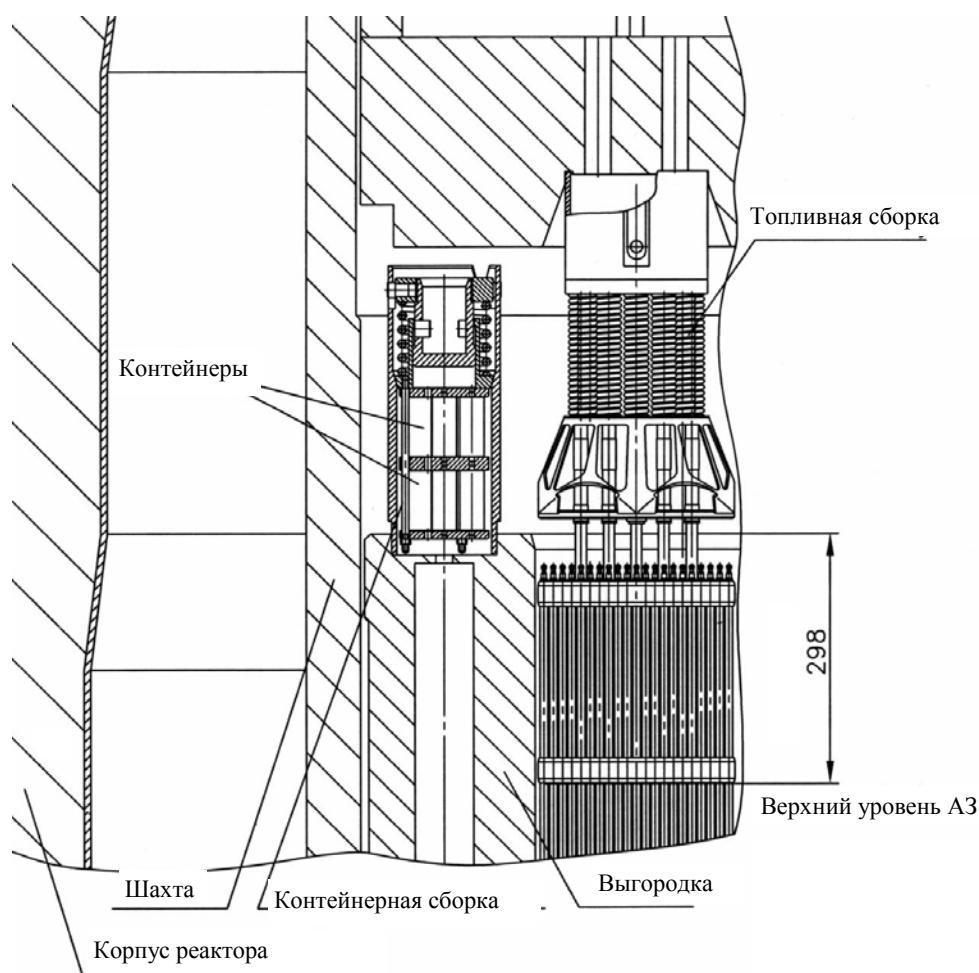 Топливная сборка
Контейнеры
298
Верхний уровень АЗ
Выгородка
Шахта
Контейнерная сборка
Корпус реактора